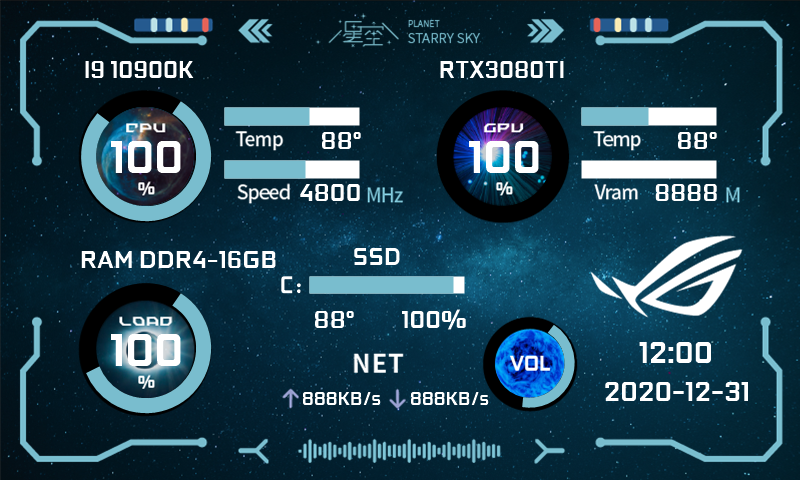 星空
PLANET
STARRY SKY
I9 10900K
RTX3080TI
CPU
100
%
Temp 88°
Speed 4800 MHz
GPU
100
%
Temp 88°
Vram 8888 M
RAM DDR4-16GB
SSD
C:
88° 100%
LOAD
100
%
NET
↑888KB/s ↓888KB/s
VOL
12:00
2020-12-31